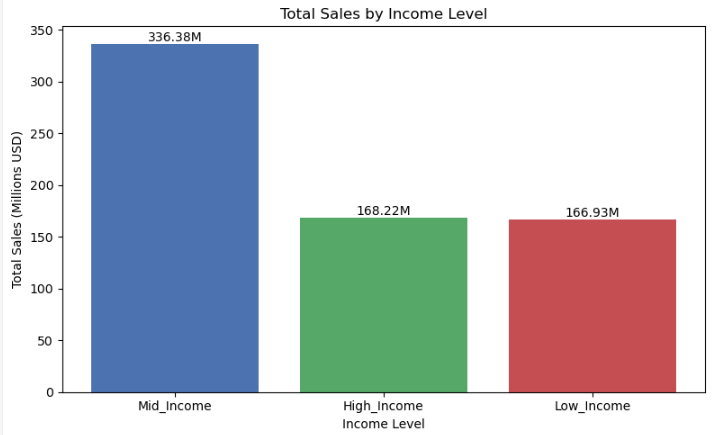 Total Sales by Income Level
Total Sales (Millions USD)
350
300
250
200
150
100
50
0
336.38M
168.22M
166.93M
Mid_Income
High_Income
Low_Income
Income Level